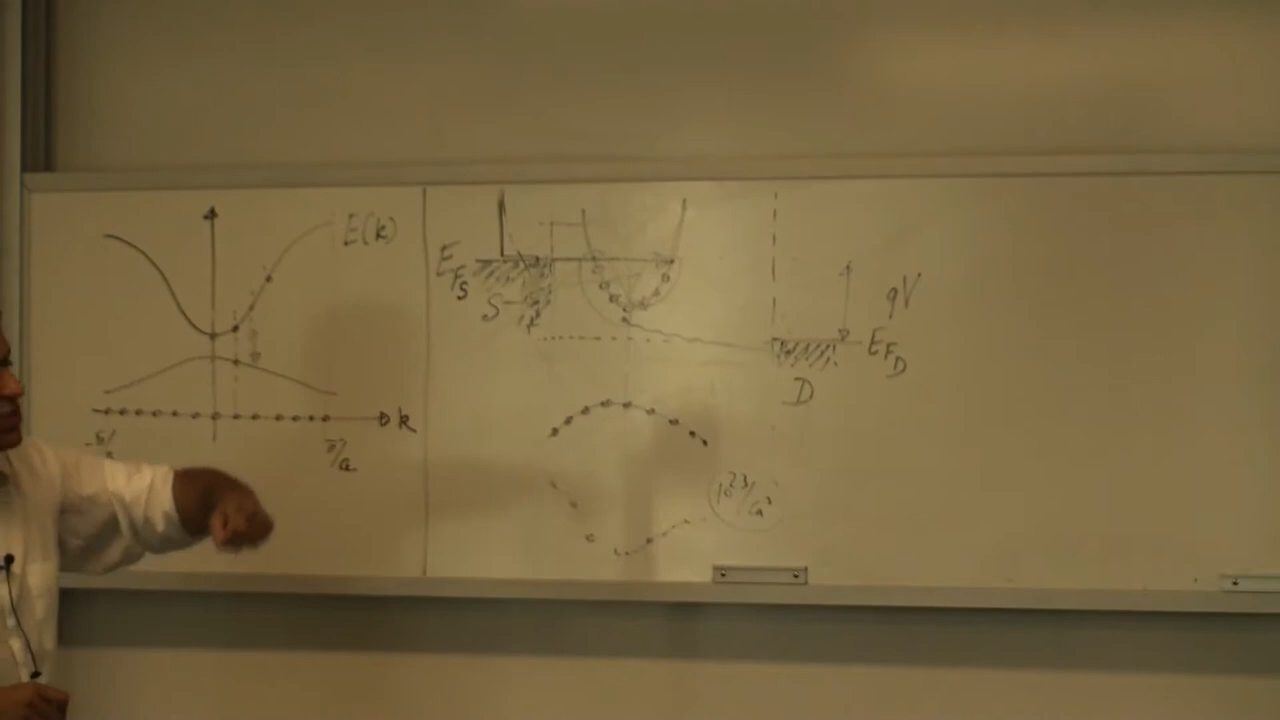 E(k)
k
-π/a
π/a
E_FS
S
qV
E_FD
D
10^23/cm^3